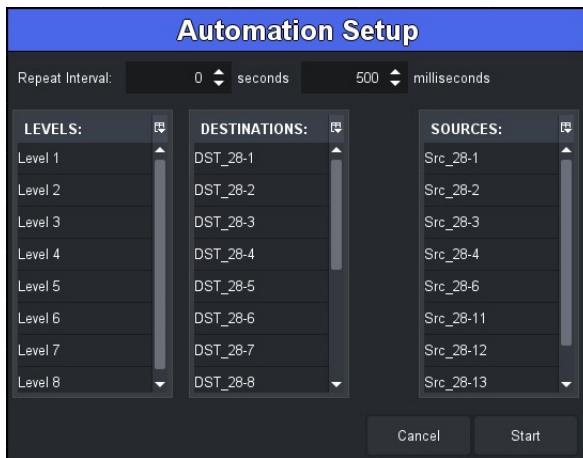 Automation Setup
Repeat Interval: 0 seconds 500 milliseconds
LEVELS: DESTINATIONS: SOURCES:
Level 1 DST_28-1 Src_28-1
Level 2 DST_28-2 Src_28-2
Level 3 DST_28-3 Src_28-3
Level 4 DST_28-4 Src_28-4
Level 5 DST_28-5 Src_28-6
Level 6 DST_28-6 Src_28-11
Level 7 DST_28-7 Src_28-12
Level 8 DST_28-8 Src_28-13
Cancel Start